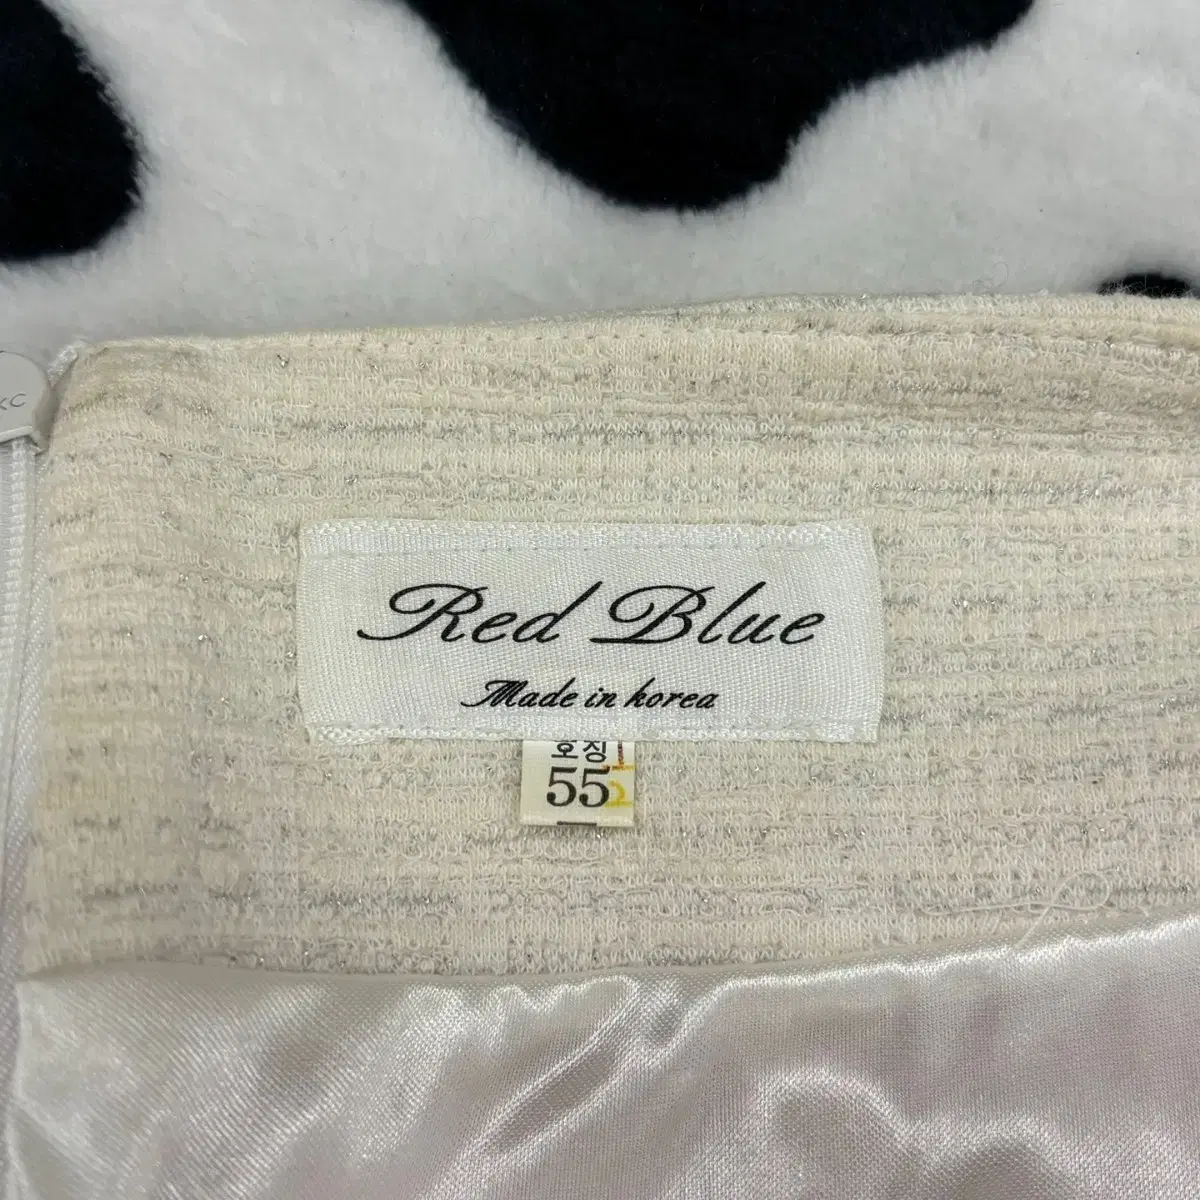 Red Blue
Made in korea
호칭
55